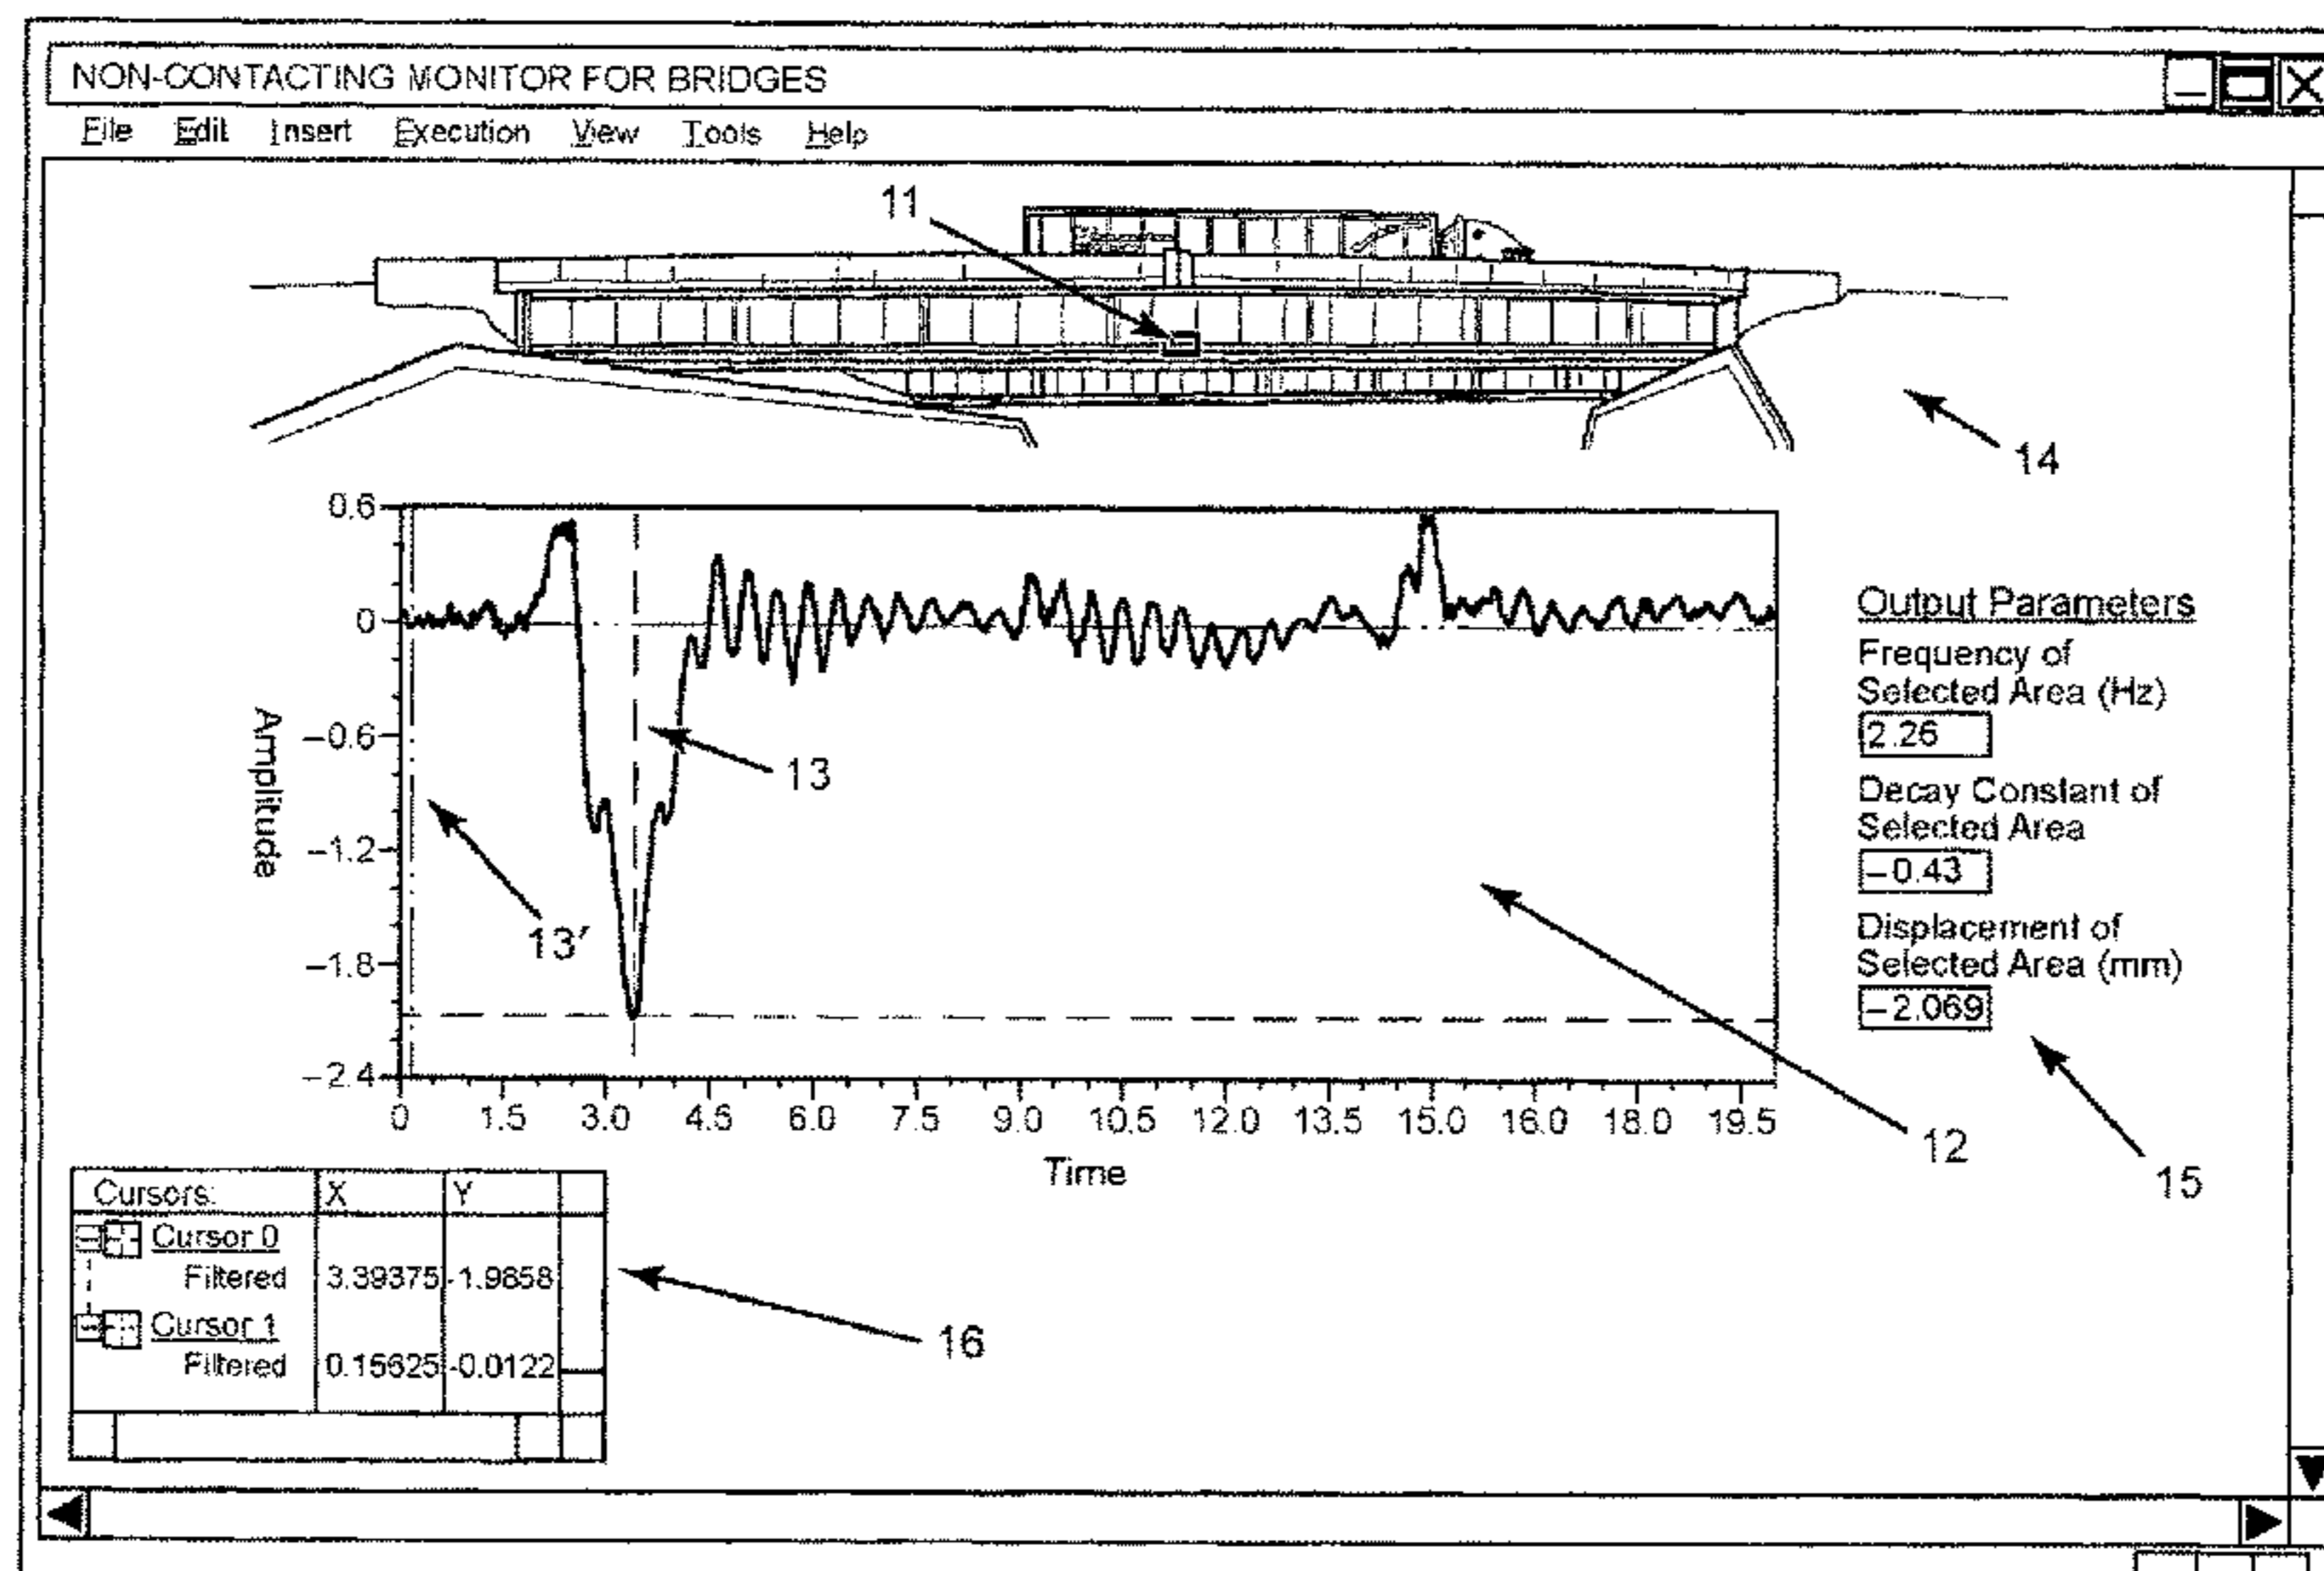 NON-CONTACTING MONITOR FOR BRIDGES
File Edit Insert Execution View Tools Help
11
14
0.6
0
−0.6
−1.2
−1.8
−2.4
Amplitude
13
13′
0 1.5 3.0 4.5 6.0 7.5 9.0 10.5 12.0 13.5 15.0 16.0 18.0 19.5
Time
12
Output Parameters
Frequency of
Selected Area (Hz)
2.26
Decay Constant of
Selected Area
−0.43
Displacement of
Selected Area (mm)
−2.069
15
Cursors: X Y
Cursor 0
Filtered 3.39375 -1.9858
Cursor 1
Filtered 0.15625 -0.0122
16